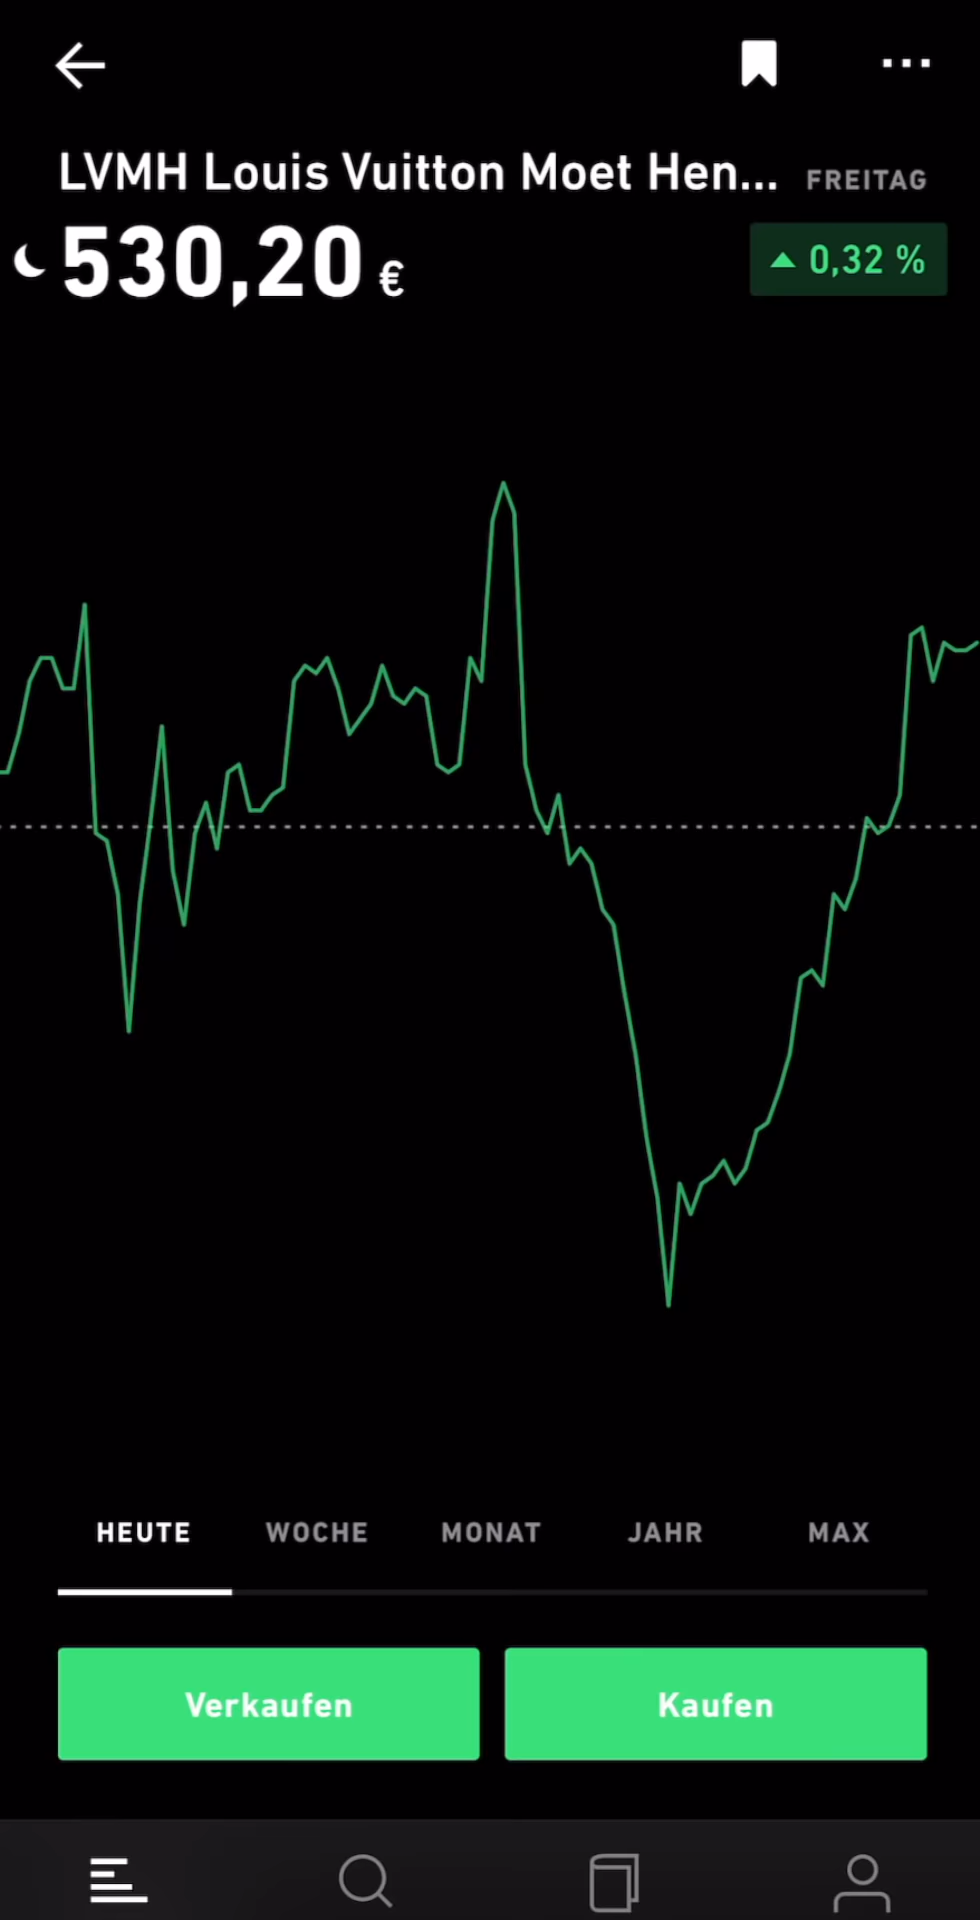 LVMH Louis Vuitton Moet Hen...
FREITAG
530,20 €
0,32 %
HEUTE WOCHE MONAT JAHR MAX
Verkaufen Kaufen